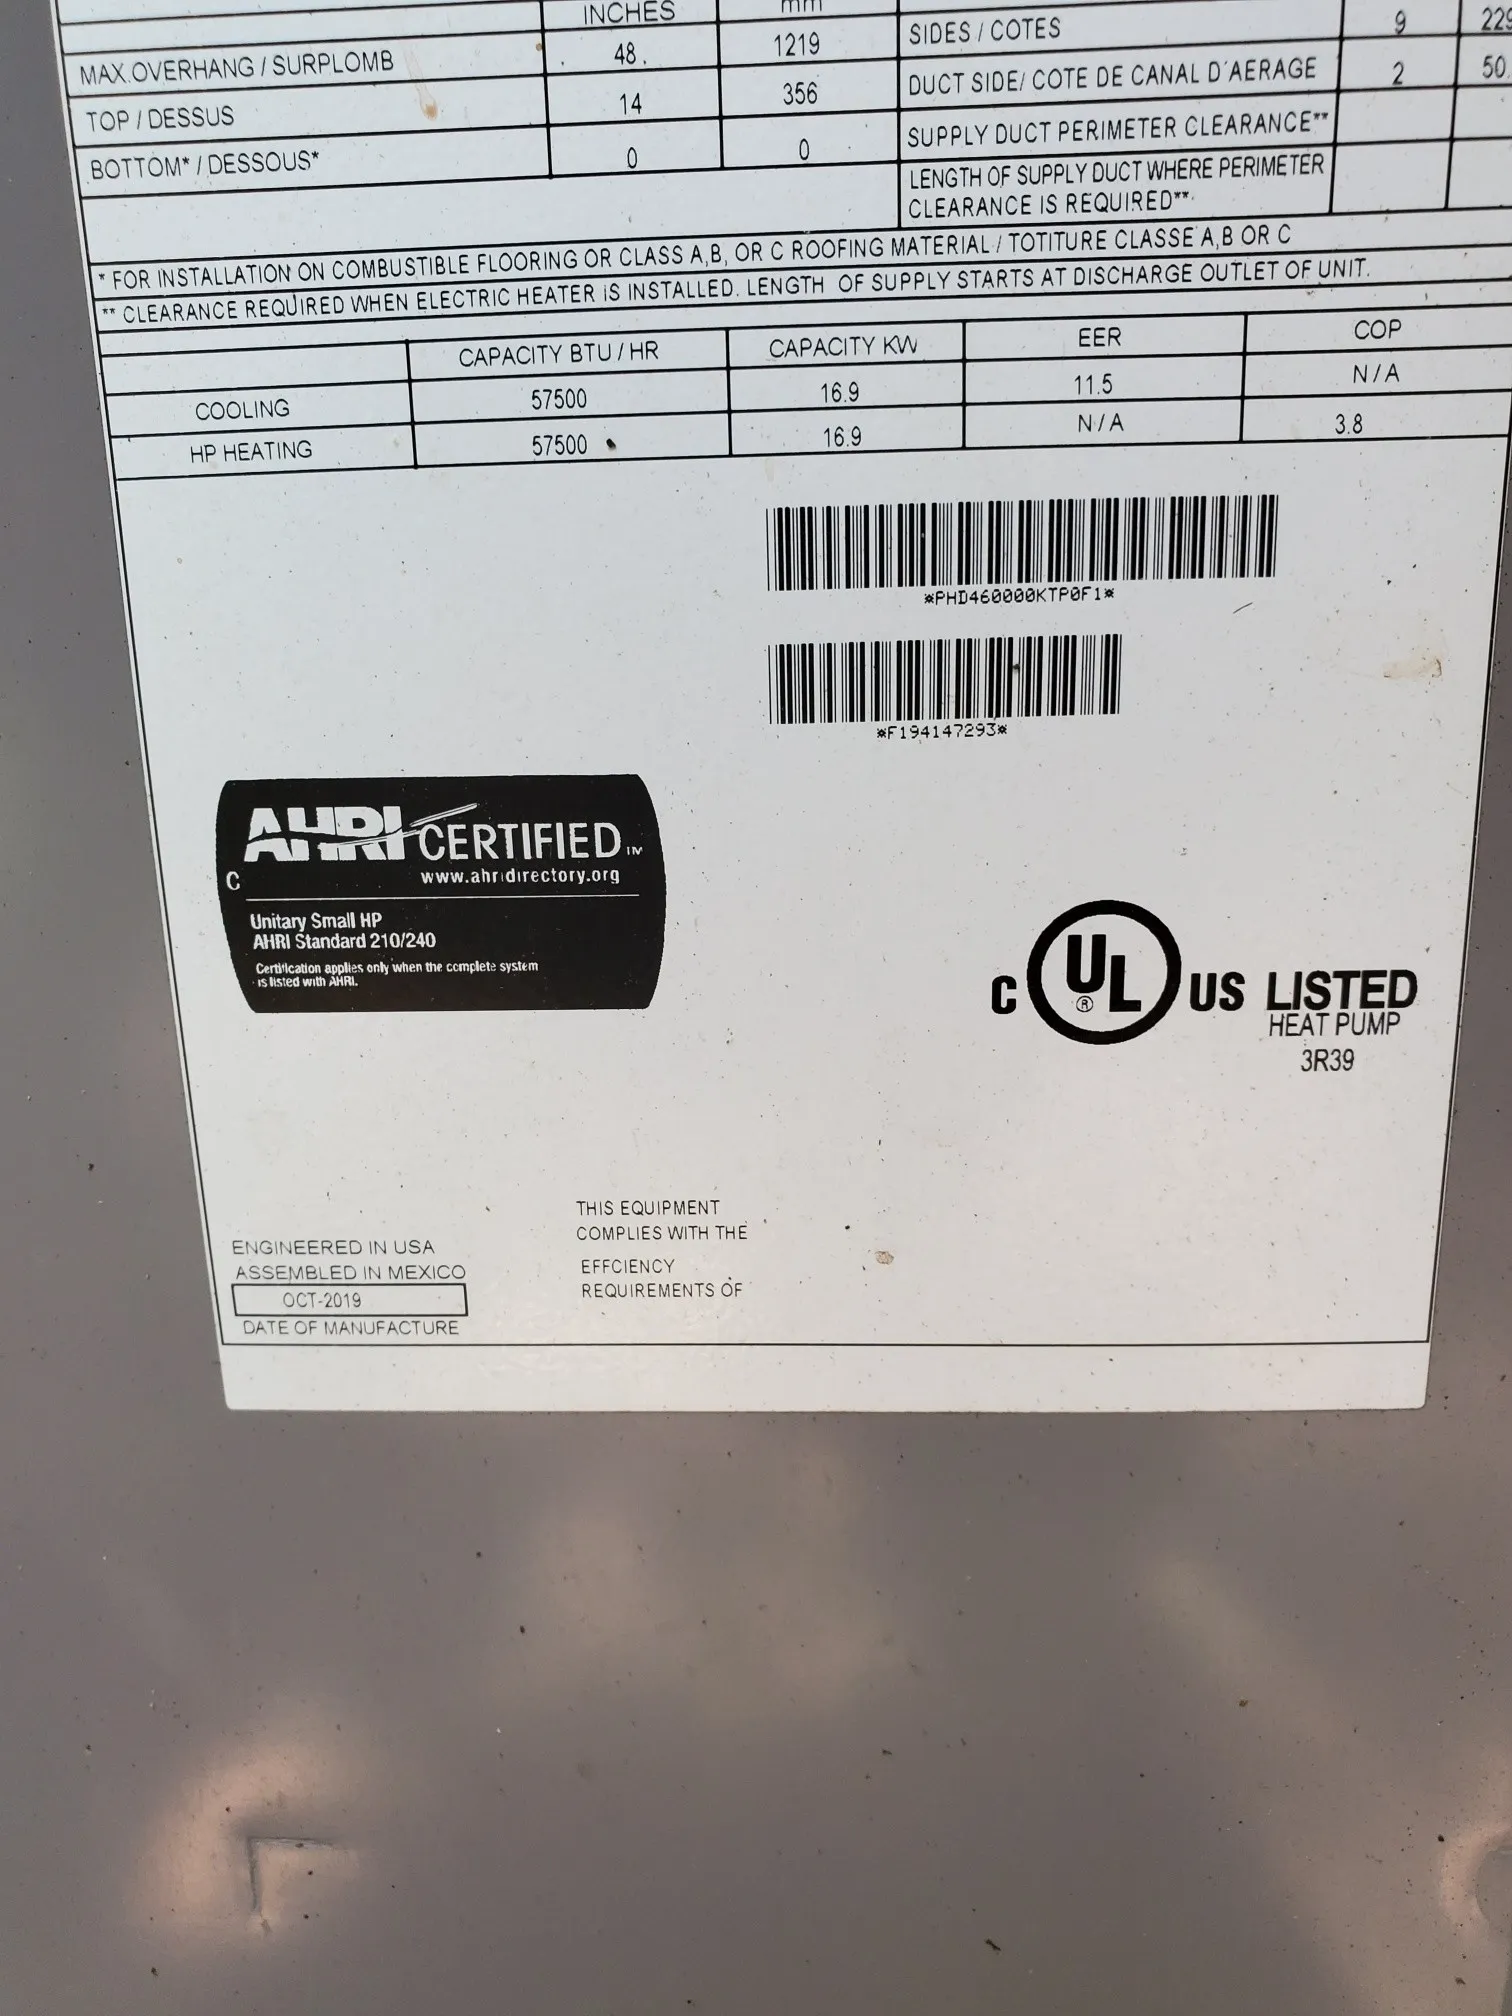 INCHES mm
MAX.OVERHANG / SURPLOMB 48. 1219
TOP / DESSUS 14 356
BOTTOM* / DESSOUS* 0 0
SIDES / COTES 9 229
DUCT SIDE/ COTE DE CANAL D'AERAGE 2 50.
SUPPLY DUCT PERIMETER CLEARANCE**
LENGTH OF SUPPLY DUCT WHERE PERIMETER
CLEARANCE IS REQUIRED**
* FOR INSTALLATION ON COMBUSTIBLE FLOORING OR CLASS A,B, OR C ROOFING MATERIAL / TOTITURE CLASSE A,B OR C
** CLEARANCE REQUIRED WHEN ELECTRIC HEATER iS INSTALLED. LENGTH OF SUPPLY STARTS AT DISCHARGE OUTLET OF UNIT.
CAPACITY BTU / HR CAPACITY KW EER COP
COOLING 57500 16.9 11.5 N / A
HP HEATING 57500 16.9 N / A 3.8
*PHD460000KTP0F1*
*F194147293*
AHRI CERTIFIED TM
www.ahridirectory.org
C
Unitary Small HP
AHRI Standard 210/240
Certification applies only when the complete system
is listed with AHRI.
C UL ® US LISTED
HEAT PUMP
3R39
THIS EQUIPMENT
COMPLIES WITH THE
EFFCIENCY
REQUIREMENTS OF
ENGINEERED IN USA
ASSEMBLED IN MEXICO
OCT-2019
DATE OF MANUFACTURE